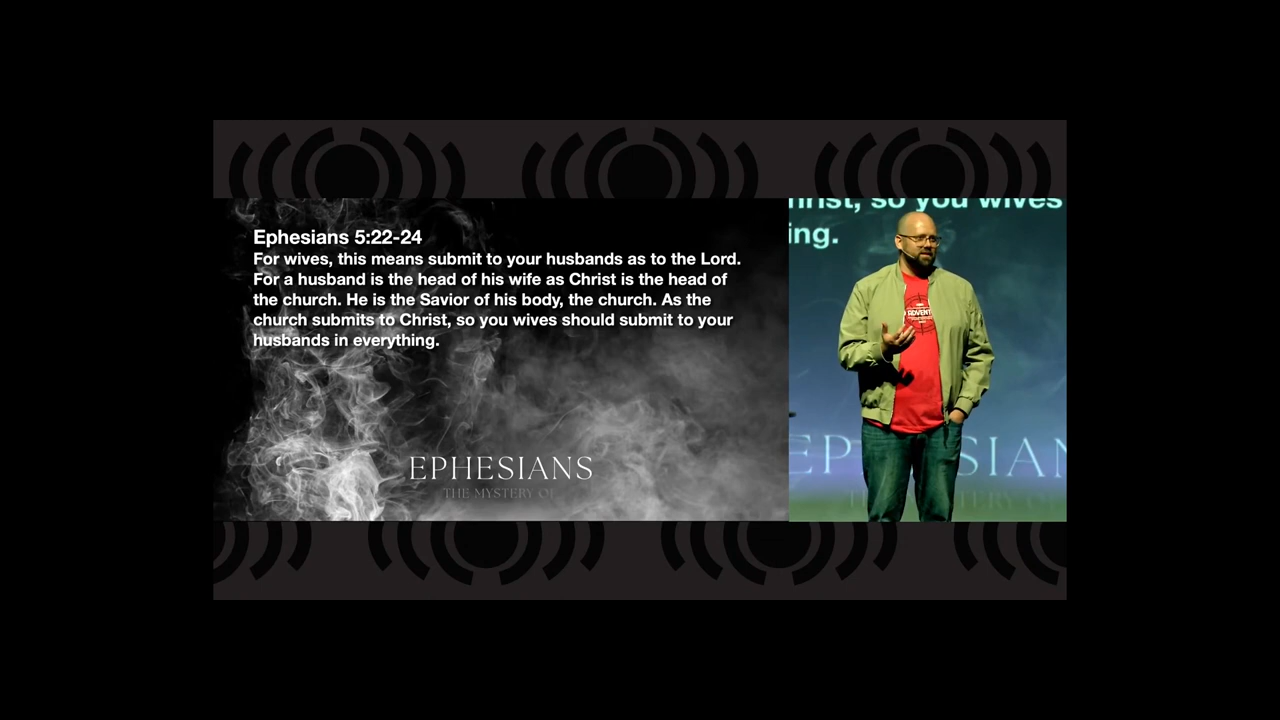 Ephesians 5:22-24
For wives, this means submit to your husbands as to the Lord.
For a husband is the head of his wife as Christ is the head of
the church. He is the Savior of his body, the church. As the
church submits to Christ, so you wives should submit to your
husbands in everything.
EPHESIANS
THE MYSTERY OF
so you wives
ing.
ADVENT
EP SIAN